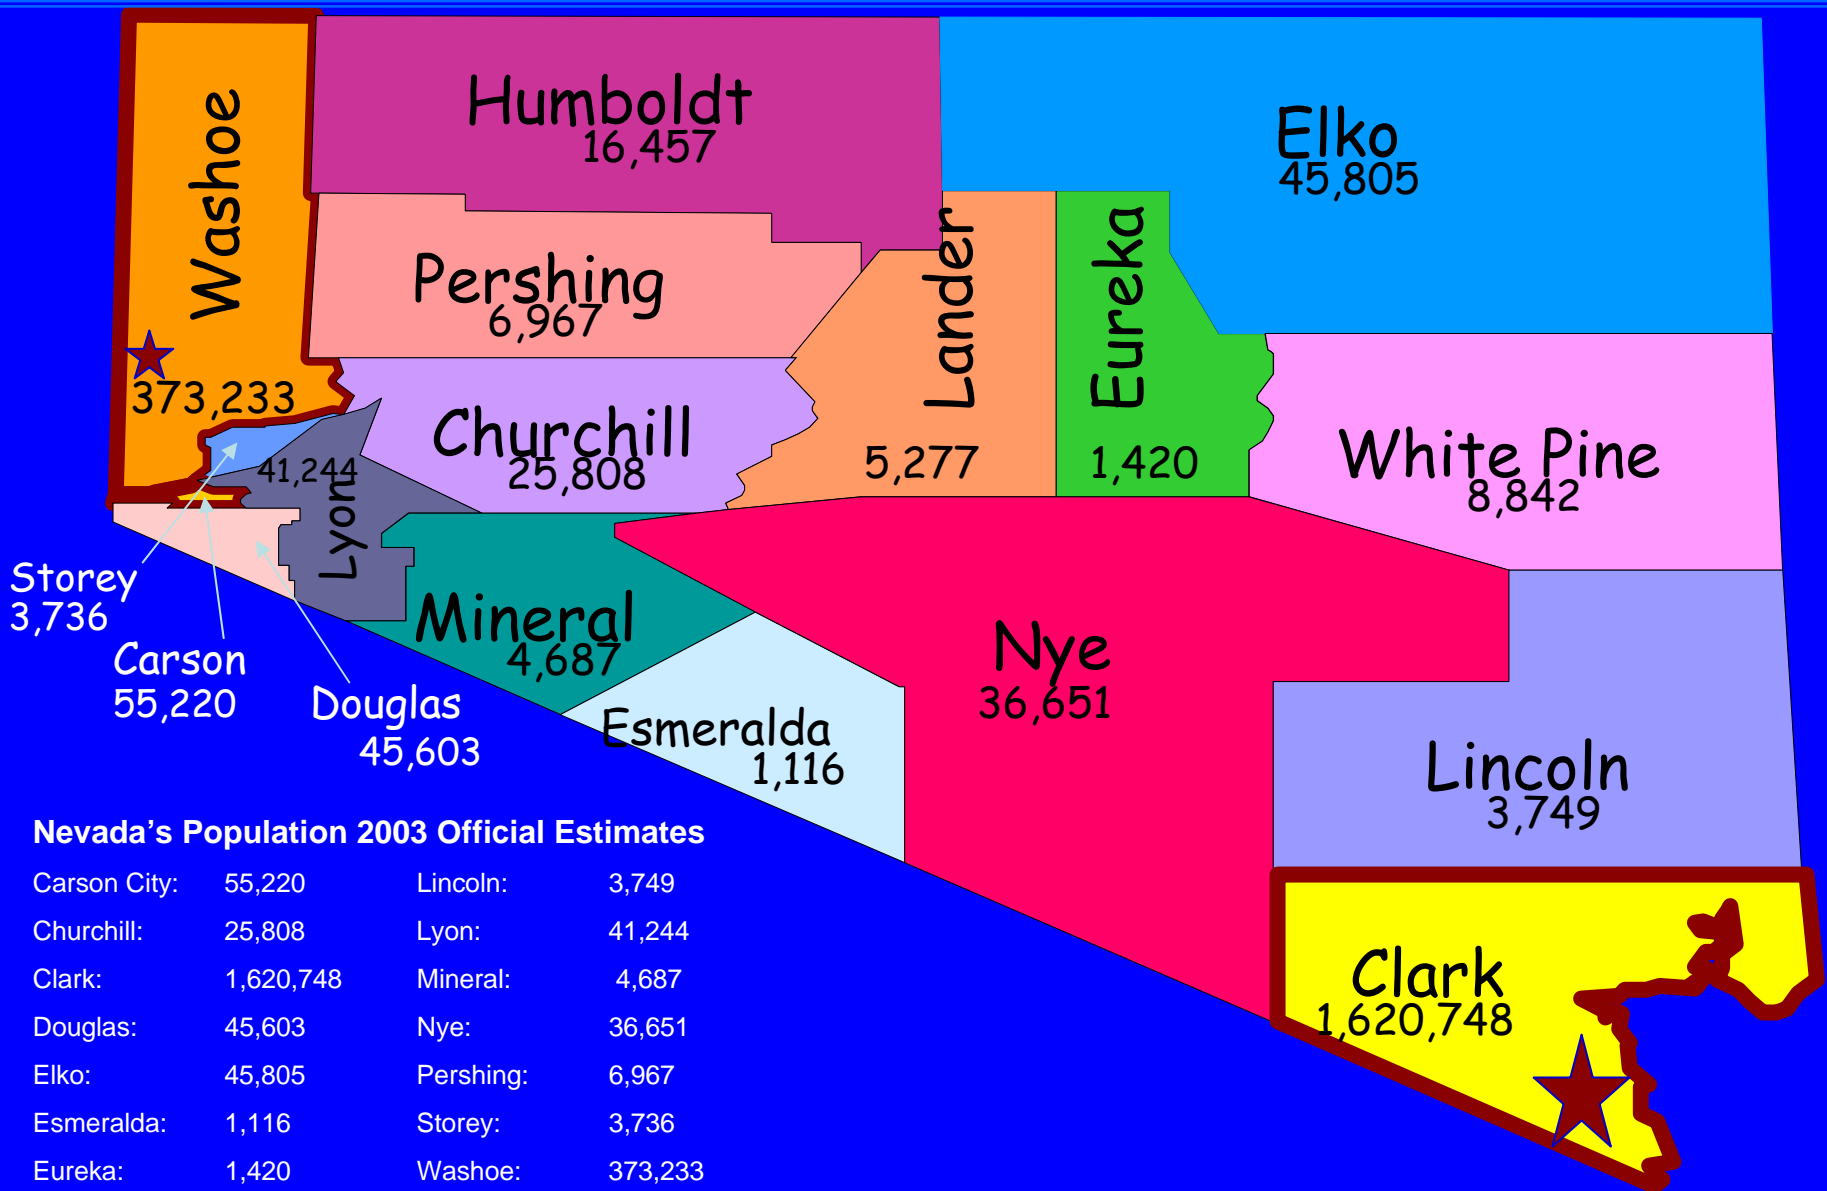 Washoe
373,233
Humboldt
16,457
Elko
45,805
Pershing
6,967
Lander
5,277
Eureka
1,420
Churchill
25,808
White Pine
8,842
41,244
Lyon
Storey
3,736
Carson
55,220
Douglas
45,603
Mineral
4,687
Esmeralda
1,116
Nye
36,651
Lincoln
3,749
Clark
1,620,748
Nevada’s Population 2003 Official Estimates
Carson City: 55,220 Lincoln: 3,749
Churchill: 25,808 Lyon: 41,244
Clark: 1,620,748 Mineral: 4,687
Douglas: 45,603 Nye: 36,651
Elko: 45,805 Pershing: 6,967
Esmeralda: 1,116 Storey: 3,736
Eureka: 1,420 Washoe: 373,233